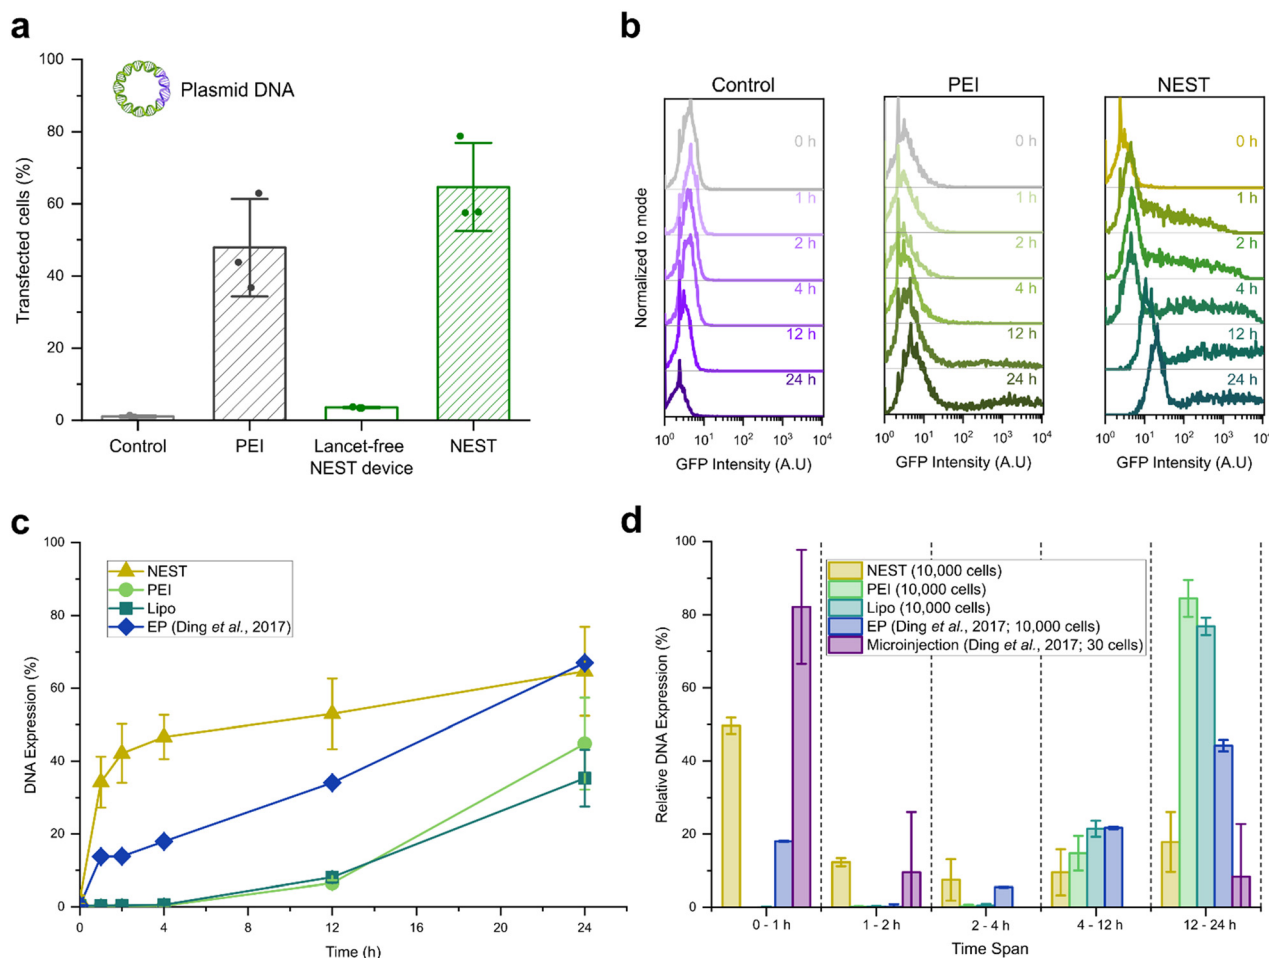 a
100
80
60
40
20
0
Transfected cells (%)
Plasmid DNA
Control
PEI
Lancet-free
NEST device
NEST
b
Control
PEI
NEST
Normalized to mode
0 h
1 h
2 h
4 h
12 h
24 h
0 h
1 h
2 h
4 h
12 h
24 h
0 h
1 h
2 h
4 h
12 h
24 h
10⁰ 10¹ 10² 10³ 10⁴
10⁰ 10¹ 10² 10³ 10⁴
10⁰ 10¹ 10² 10³ 10⁴
GFP Intensity (A.U)
GFP Intensity (A.U)
GFP Intensity (A.U)
c
100
80
60
40
20
0
DNA Expression (%)
NEST
PEI
Lipo
EP (Ding et al., 2017)
0 4 8 12 16 20 24
Time (h)
d
100
80
60
40
20
0
Relative DNA Expression (%)
NEST (10,000 cells)
PEI (10,000 cells)
Lipo (10,000 cells)
EP (Ding et al., 2017; 10,000 cells)
Microinjection (Ding et al., 2017; 30 cells)
0 - 1 h
1 - 2 h
2 - 4 h
4 - 12 h
12 - 24 h
Time Span